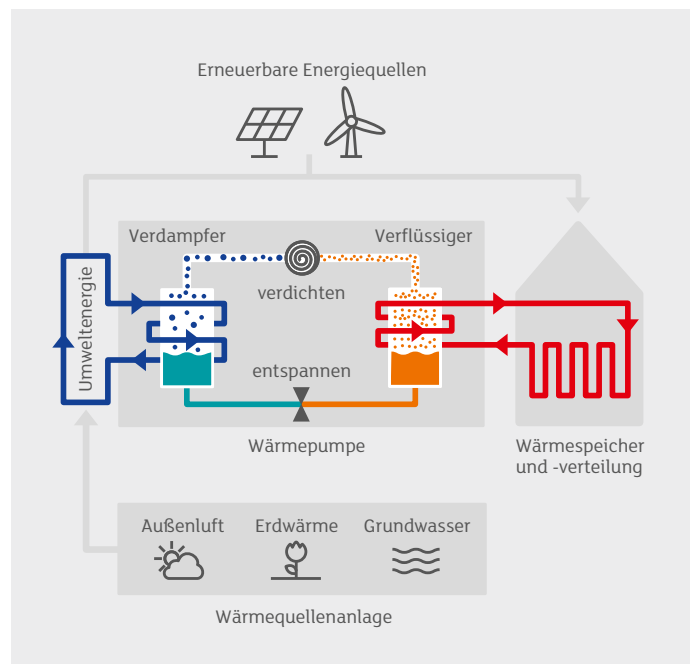 Erneuerbare Energiequellen
Verdampfer
Verflüssiger
verdichten
Umweltenergie
entspannen
Wärmepumpe
Wärmespeicher
und -verteilung
Außenluft
Erdwärme
Grundwasser
Wärmequellenanlage